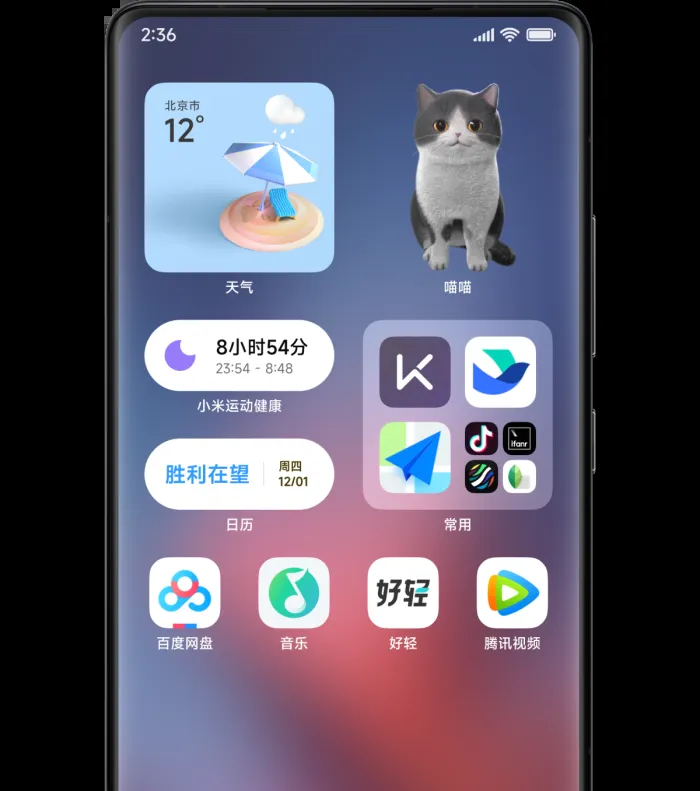 2:36
北京市
12°
天气
喵喵
8小时54分
23:54 - 8:48
小米运动健康
胜利在望
周四
12/01
日历
ifanr
常用
百度网盘
音乐
好轻
好轻
腾讯视频